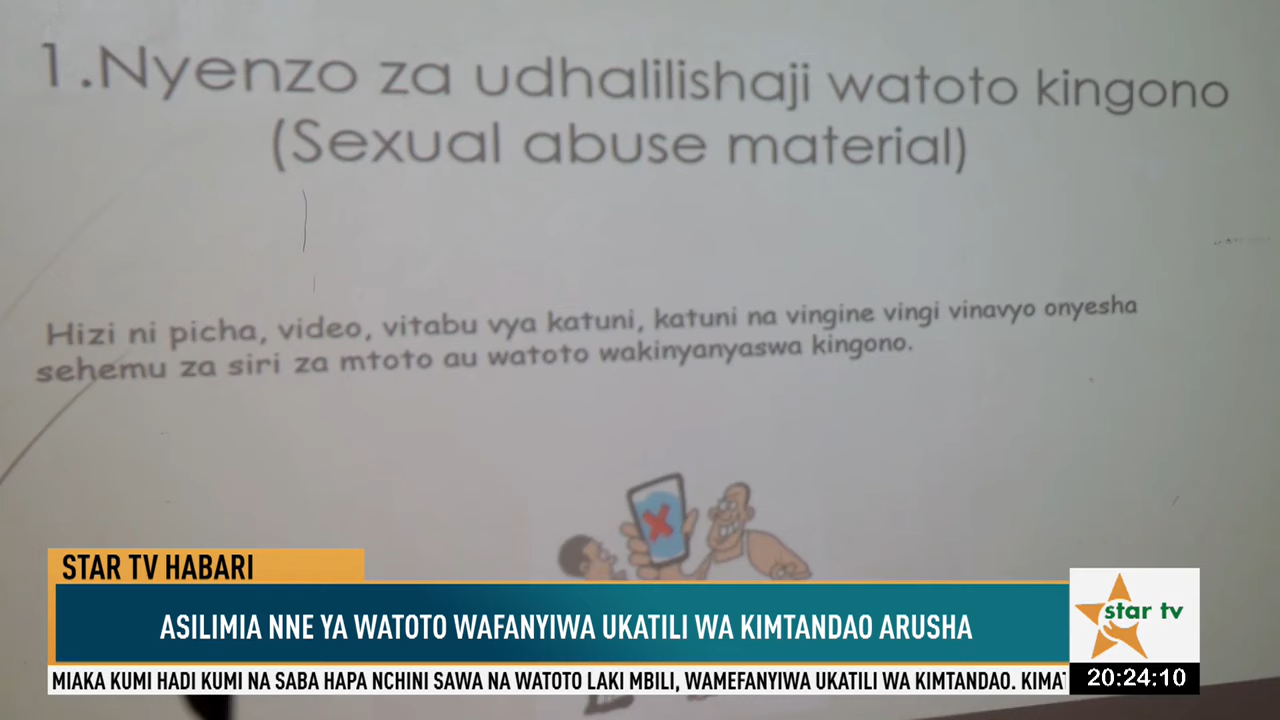 1.Nyenzo za udhalilishaji watoto kingono
(Sexual abuse material)
Hizi ni picha, video, vitabu vya katuni, katuni na vingine vingi vinavyo onyesha
sehemu za siri za mtoto au watoto wakinyanyaswa kingono.
STAR TV HABARI
ASILIMIA NNE YA WATOTO WAFANYIWA UKATILI WA KIMTANDAO ARUSHA
star tv
MIAKA KUMI HADI KUMI NA SABA HAPA NCHINI SAWA NA WATOTO LAKI MBILI, WAMEFANYIWA UKATILI WA KIMTANDAO. KIMAT
20:24:10